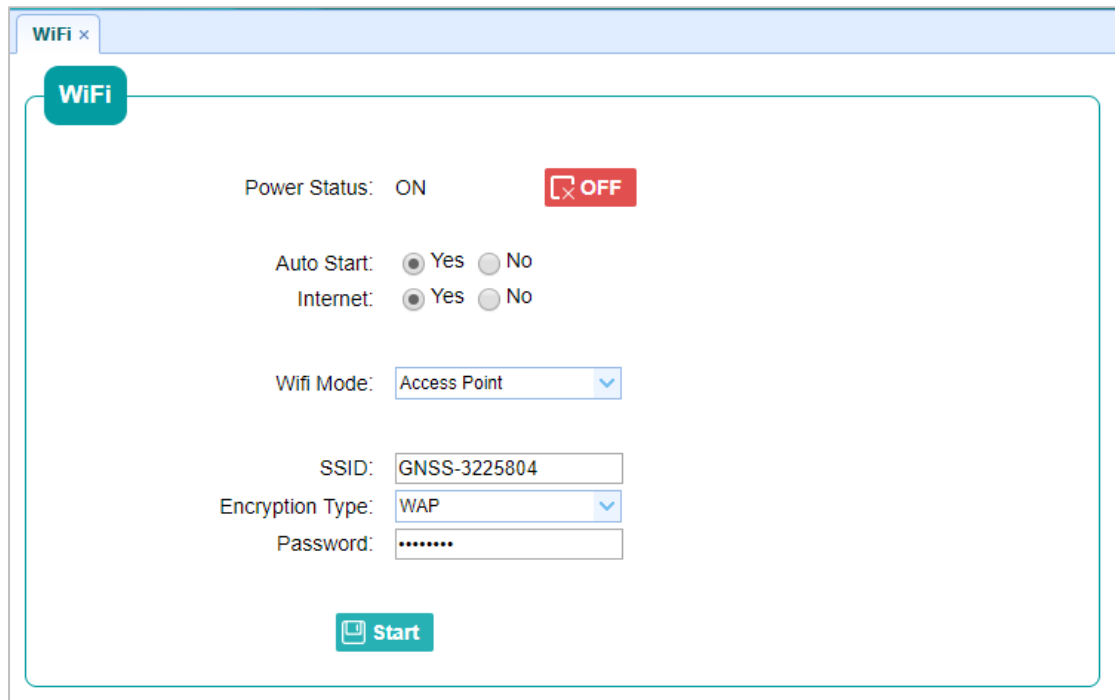 WiFi ×
WiFi
Power Status: ON OFF
Auto Start: Yes No
Internet: Yes No
Wifi Mode: Access Point
SSID: GNSS-3225804
Encryption Type: WAP
Password: ••••••••
Start